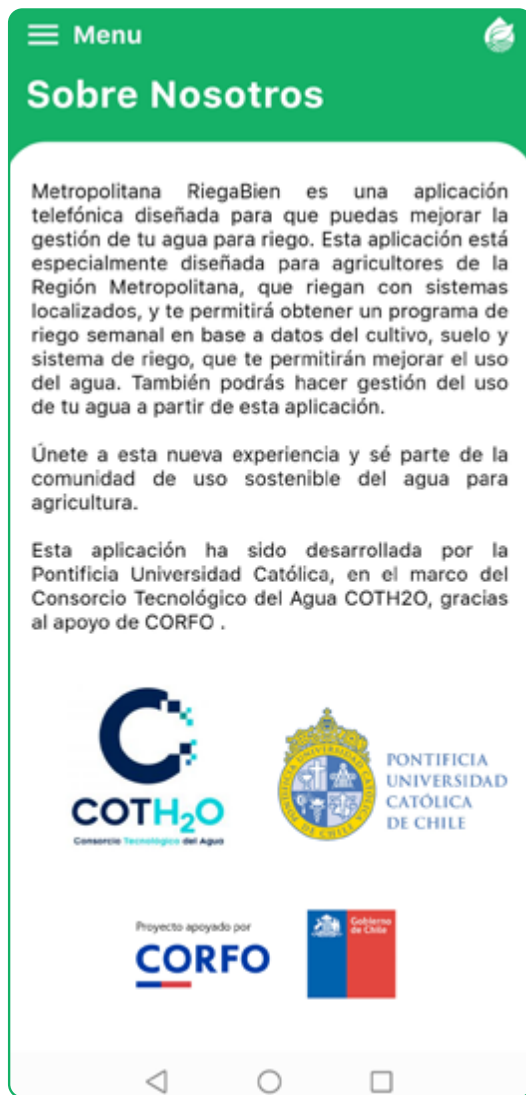 Menu
Sobre Nosotros
Metropolitana RiegaBien es una aplicación
telefónica diseñada para que puedas mejorar la
gestión de tu agua para riego. Esta aplicación está
especialmente diseñada para agricultores de la
Región Metropolitana, que riegan con sistemas
localizados, y te permitirá obtener un programa de
riego semanal en base a datos del cultivo, suelo y
sistema de riego, que te permitirán mejorar el uso
del agua. También podrás hacer gestión del uso
de tu agua a partir de esta aplicación.
Únete a esta nueva experiencia y sé parte de la
comunidad de uso sostenible del agua para
agricultura.
Esta aplicación ha sido desarrollada por la
Pontificia Universidad Católica, en el marco del
Consorcio Tecnológico del Agua COTH2O, gracias
al apoyo de CORFO .
COTH₂O
Consorcio Tecnológico del Agua
PONTIFICIA UNIVERSIDAD CATOLICA DE CHILE
PONTIFICIA
UNIVERSIDAD
CATÓLICA
DE CHILE
Proyecto apoyado por
CORFO
Gobierno
de Chile